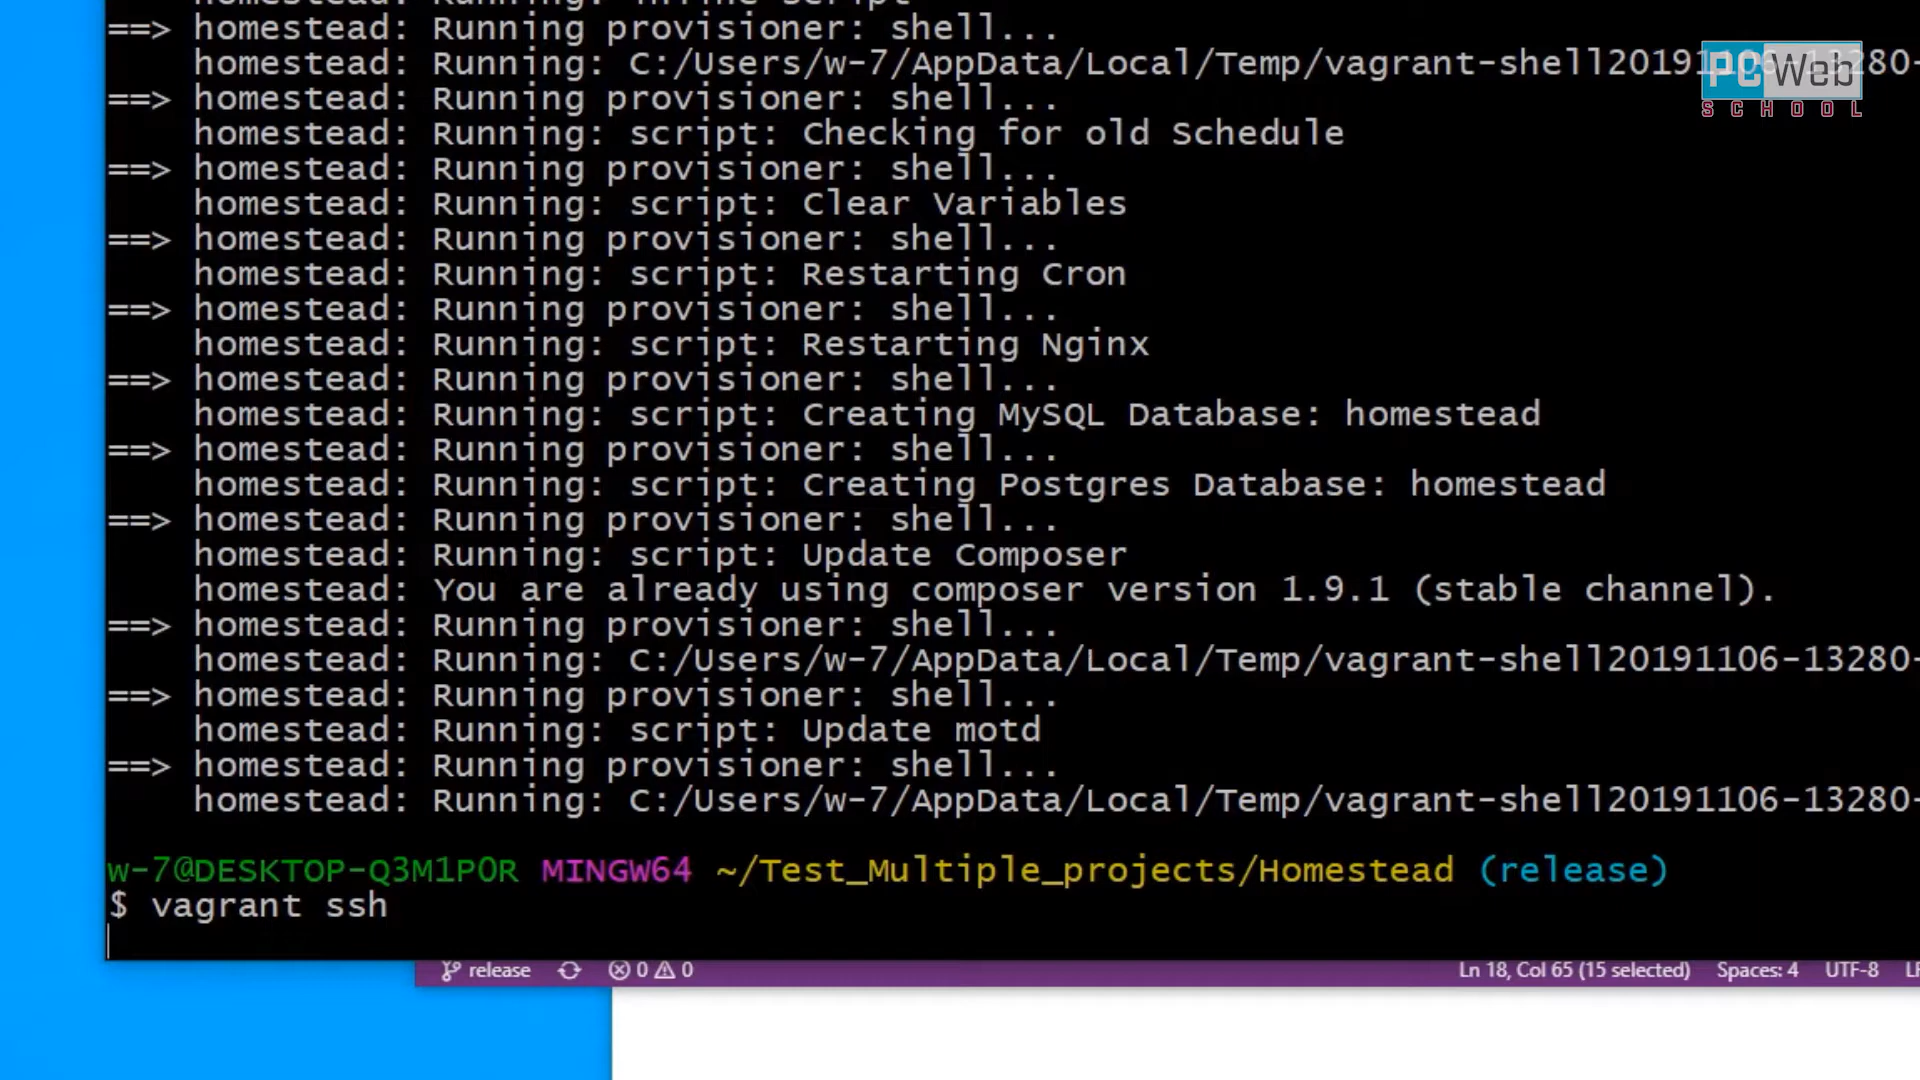 ==> homestead: Running provisioner: shell...
homestead: Running: C:/Users/w-7/AppData/Local/Temp/vagrant-shell20191106-13280-
==> homestead: Running provisioner: shell...
homestead: Running: script: Checking for old Schedule
==> homestead: Running provisioner: shell...
homestead: Running: script: Clear Variables
==> homestead: Running provisioner: shell...
homestead: Running: script: Restarting Cron
==> homestead: Running provisioner: shell...
homestead: Running: script: Restarting Nginx
==> homestead: Running provisioner: shell...
homestead: Running: script: Creating MySQL Database: homestead
==> homestead: Running provisioner: shell...
homestead: Running: script: Creating Postgres Database: homestead
==> homestead: Running provisioner: shell...
homestead: Running: script: Update Composer
homestead: You are already using composer version 1.9.1 (stable channel).
==> homestead: Running provisioner: shell...
homestead: Running: C:/Users/w-7/AppData/Local/Temp/vagrant-shell20191106-13280-
==> homestead: Running provisioner: shell...
homestead: Running: script: Update motd
==> homestead: Running provisioner: shell...
homestead: Running: C:/Users/w-7/AppData/Local/Temp/vagrant-shell20191106-13280-
w-7@DESKTOP-Q3M1P0R MINGW64 ~/Test_Multiple_projects/Homestead (release)
$ vagrant ssh
release 0 0 Ln 18, Col 65 (15 selected) Spaces: 4 UTF-8
PC Web
SCHOOL